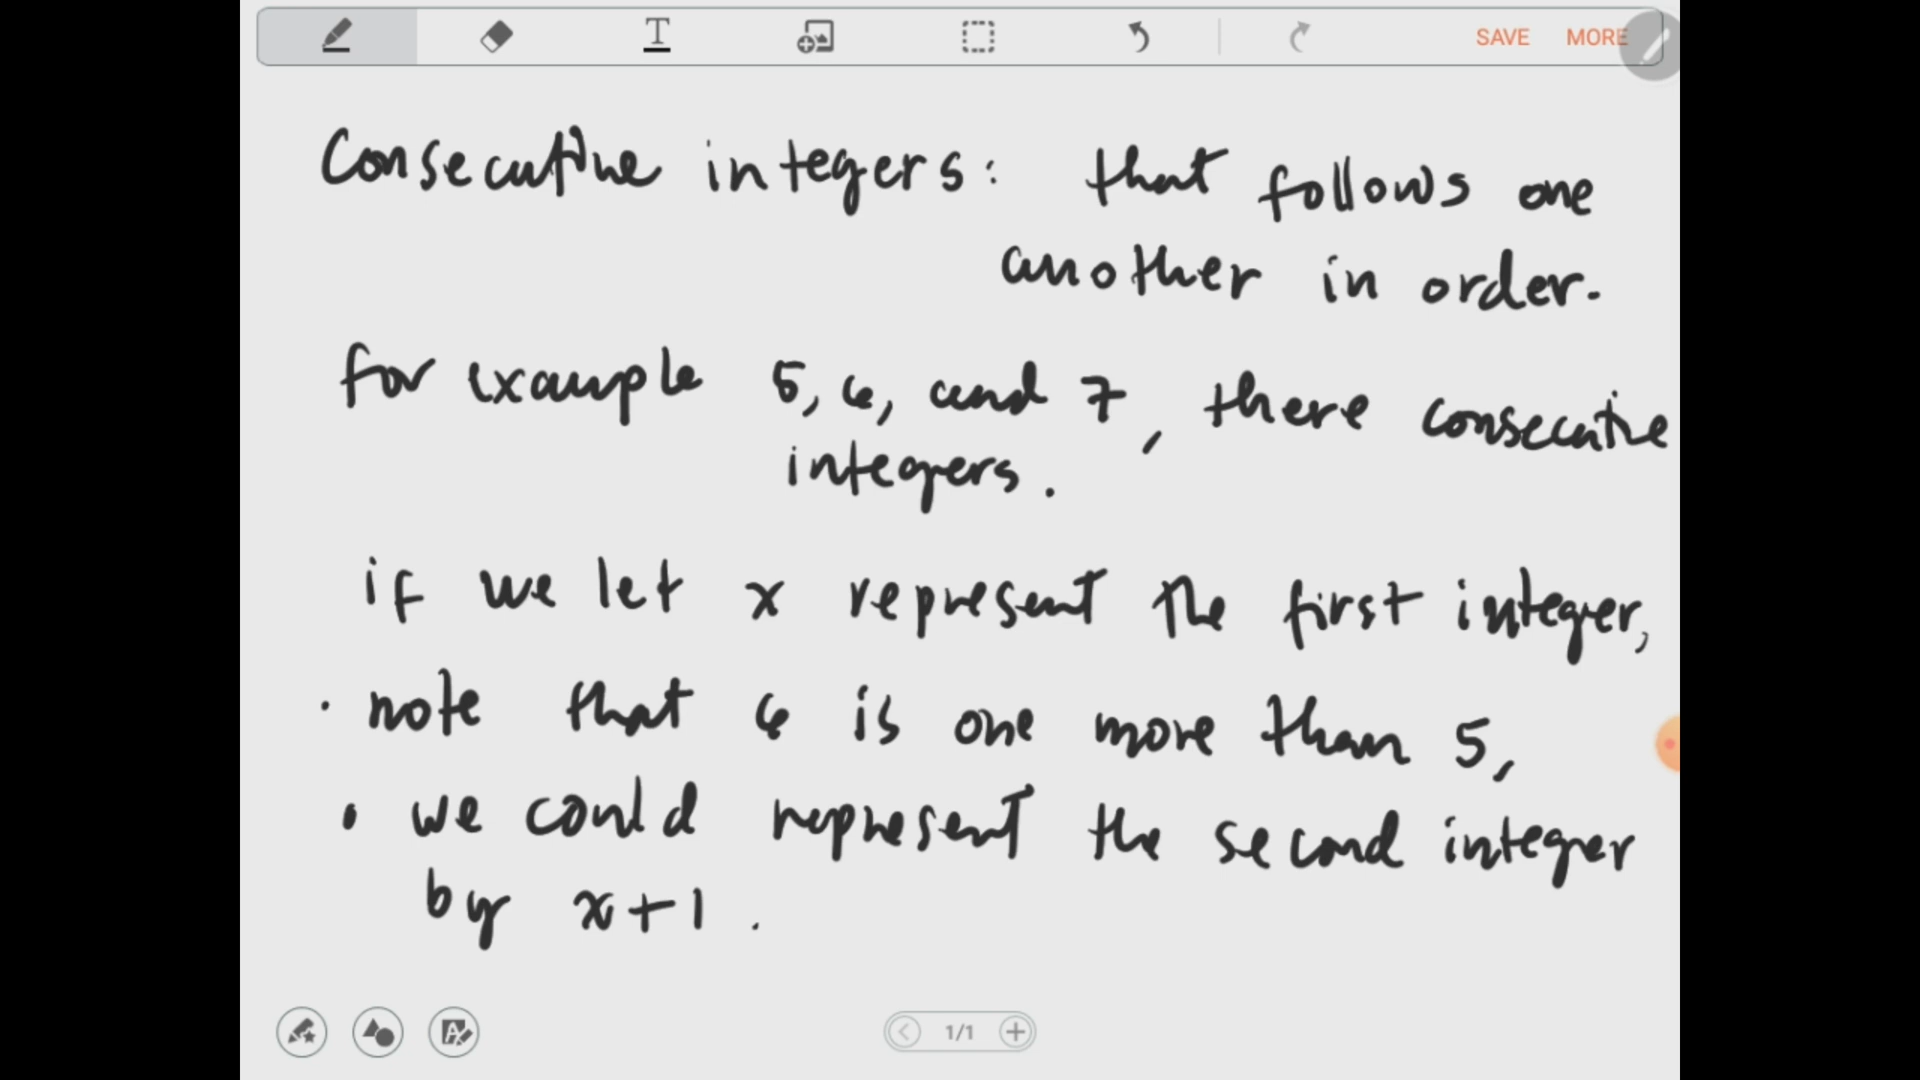 T
SAVE MORE
Consecutive integers: that follows one
another in order.
for example 5, 6, and 7, there consecutive
integers.
if we let x represent the first integer,
• note that 6 is one more than 5,
• we could represent the second integer
by x+1.
A
1/1